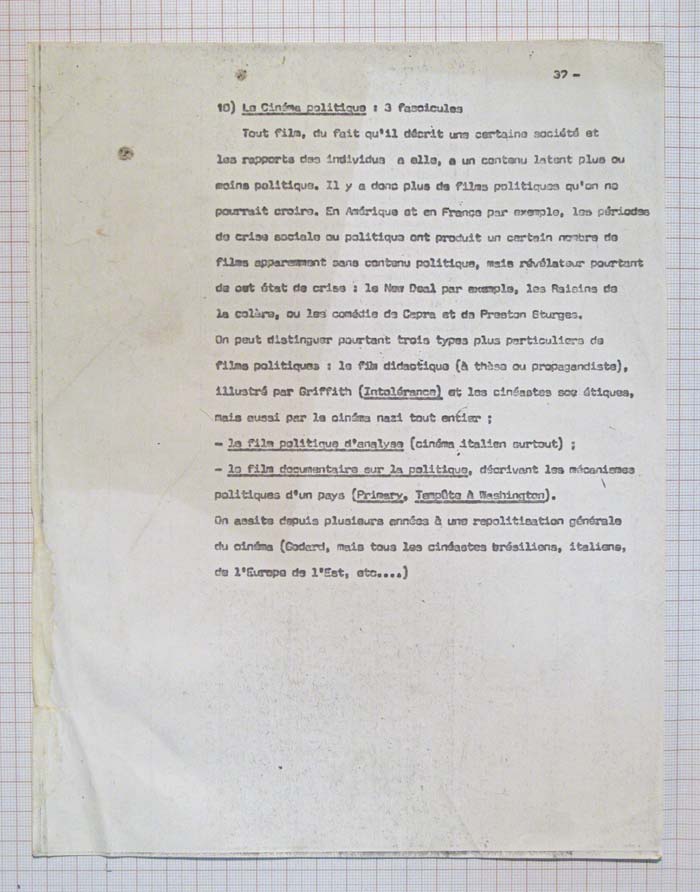 37 -
10) Le Cinéma politique : 3 fascicules
Tout film, du fait qu'il décrit une certaine société et
les rapports des individus a elle, a un contenu latent plus ou
moins politique. Il y a donc plus de films politiques qu'on ne
pourrait croire. En Amérique et en France par exemple, les périodes
de crise sociale ou politique ont produit un certain nombre de
films apparemment sans contenu politique, mais révélateur pourtant
de cet état de crise : le New Deal par exemple, les Raisins de
la colère, ou les comédie de Capra et de Preston Sturges.
On peut distinguer pourtant trois types plus particuliers de
films politiques : le film didactique (à thèse ou propagandiste),
illustré par Griffith (Intolérance) et les cinéastes étiques,
mais aussi par le cinéma nazi tout entier ;
- le film politique d'analyse (cinéma italien surtout) ;
- le film documentaire sur la politique, décrivant les mécanismes
politiques d'un pays (Primary, Tempête à Washington).
On assite depuis plusieurs années à une repolitisation générale
du cinéma (Godard, mais tous les cinéastes brésiliens, italiens,
de l'Europe de l'Est, etc....)